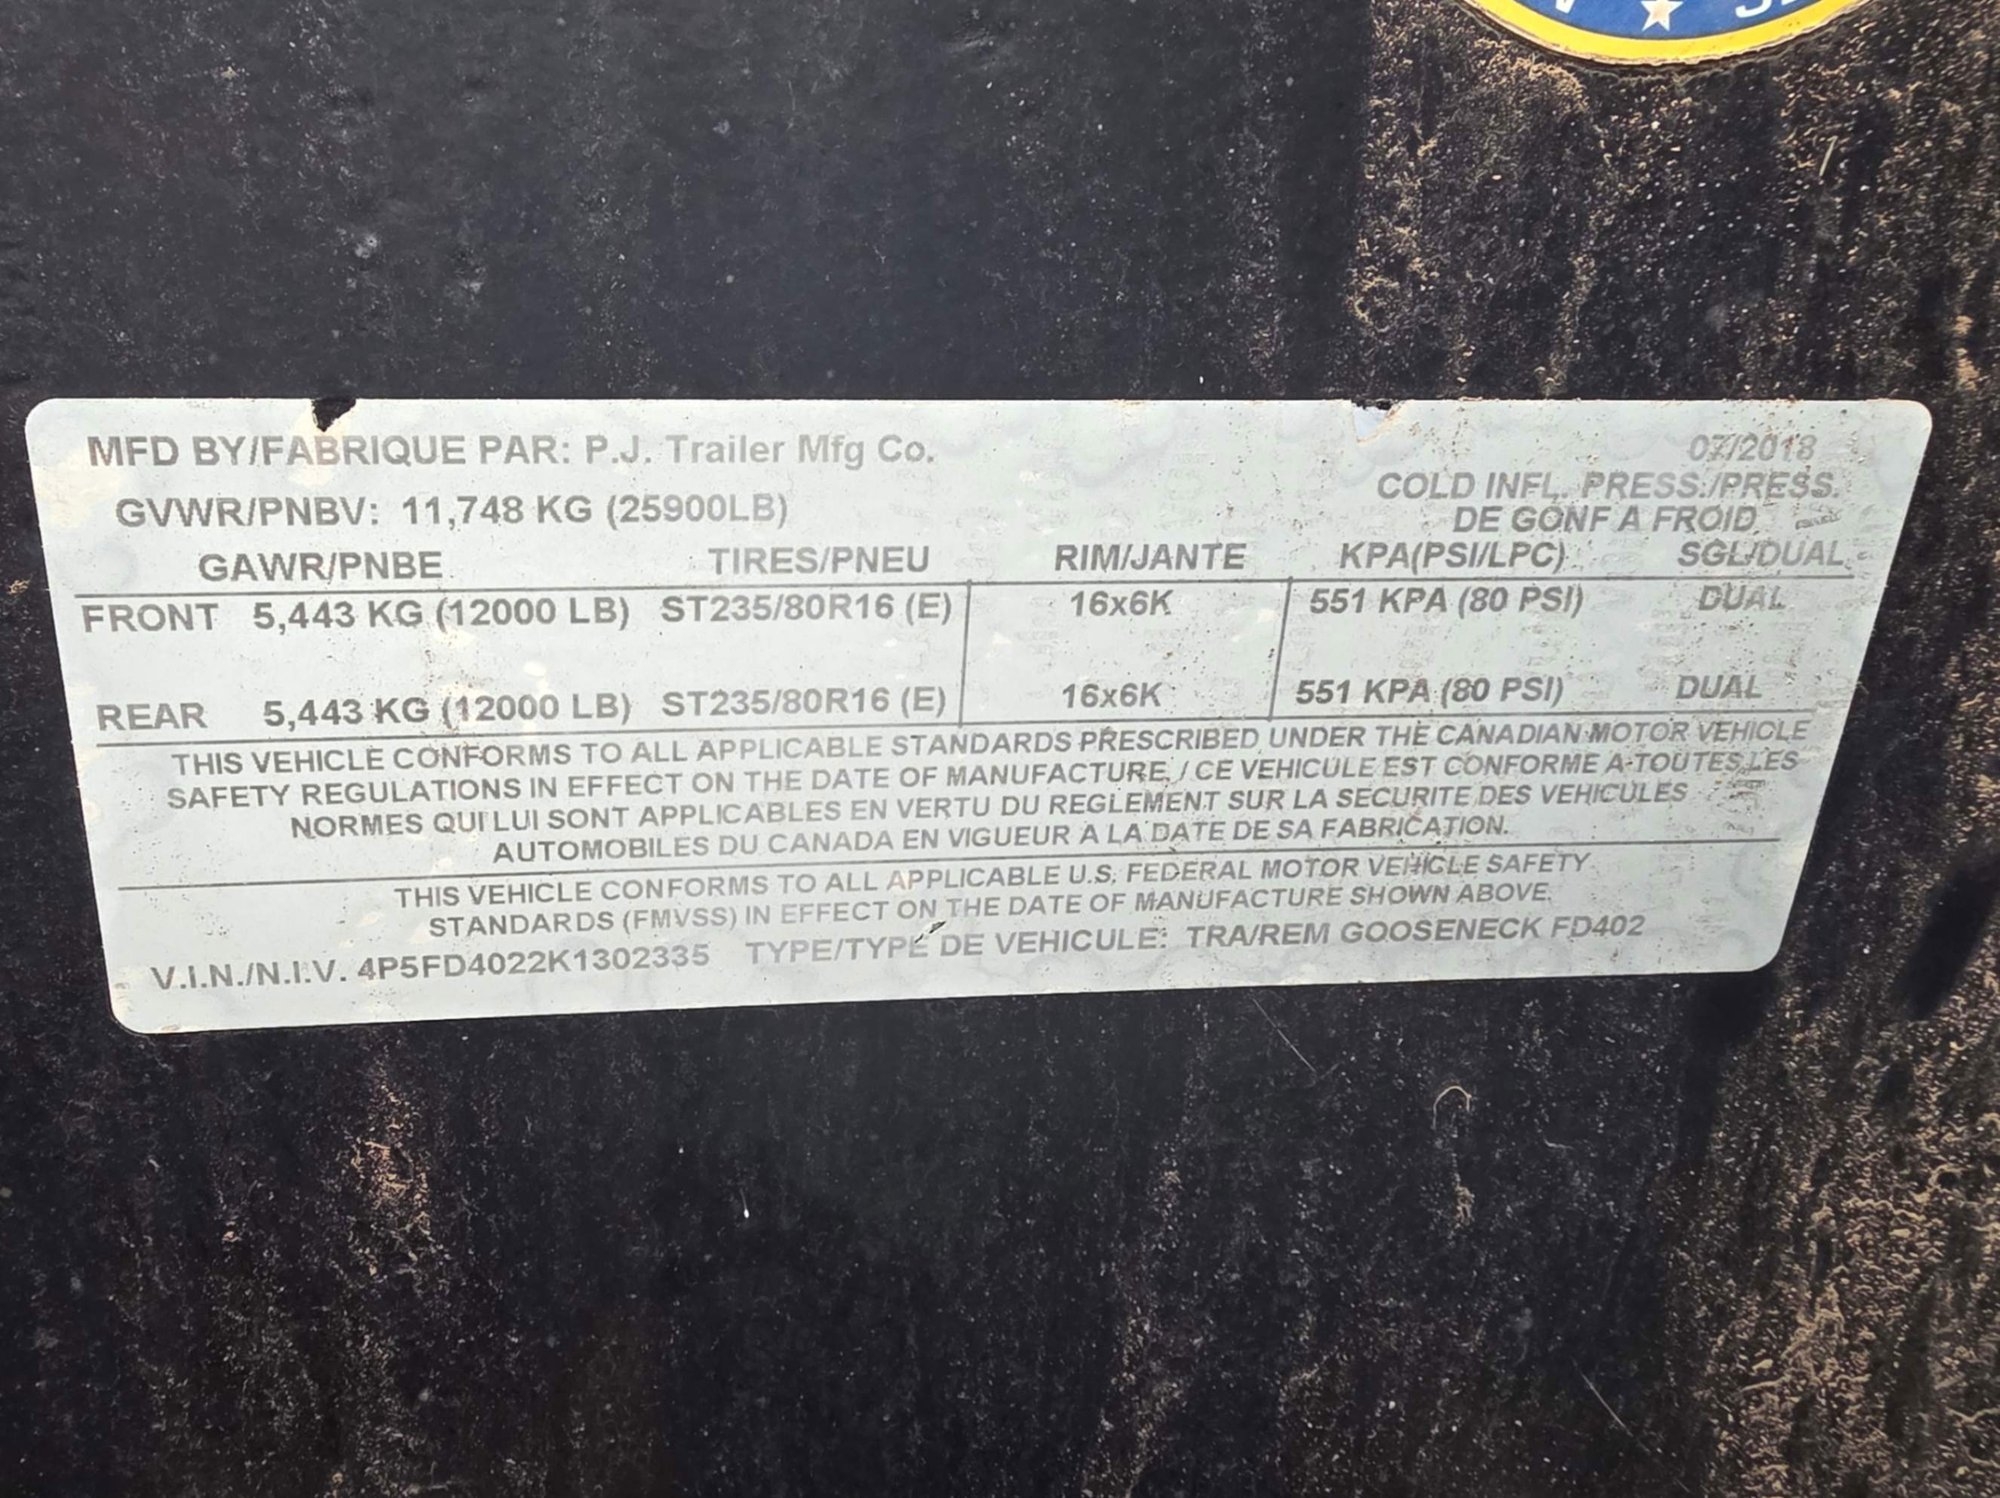 MFD BY/FABRIQUE PAR: P.J. Trailer Mfg Co. 07/2018
GVWR/PNBV: 11,748 KG (25900LB) COLD INFL. PRESS./PRESS.
DE GONF A FROID
GAWR/PNBE TIRES/PNEU RIM/JANTE KPA(PSI/LPC) SGL/DUAL
FRONT 5,443 KG (12000 LB) ST235/80R16 (E) 16x6K 551 KPA (80 PSI) DUAL
REAR 5,443 KG (12000 LB) ST235/80R16 (E) 16x6K 551 KPA (80 PSI) DUAL
THIS VEHICLE CONFORMS TO ALL APPLICABLE STANDARDS PRESCRIBED UNDER THE CANADIAN MOTOR VEHICLE
SAFETY REGULATIONS IN EFFECT ON THE DATE OF MANUFACTURE. / CE VEHICULE EST CONFORME A TOUTES LES
NORMES QUI LUI SONT APPLICABLES EN VERTU DU REGLEMENT SUR LA SECURITE DES VEHICULES
AUTOMOBILES DU CANADA EN VIGUEUR A LA DATE DE SA FABRICATION.
THIS VEHICLE CONFORMS TO ALL APPLICABLE U.S. FEDERAL MOTOR VEHICLE SAFETY
STANDARDS (FMVSS) IN EFFECT ON THE DATE OF MANUFACTURE SHOWN ABOVE.
V.I.N./N.I.V. 4P5FD4022K1302335 TYPE/TYPE DE VEHICULE: TRA/REM GOOSENECK FD402